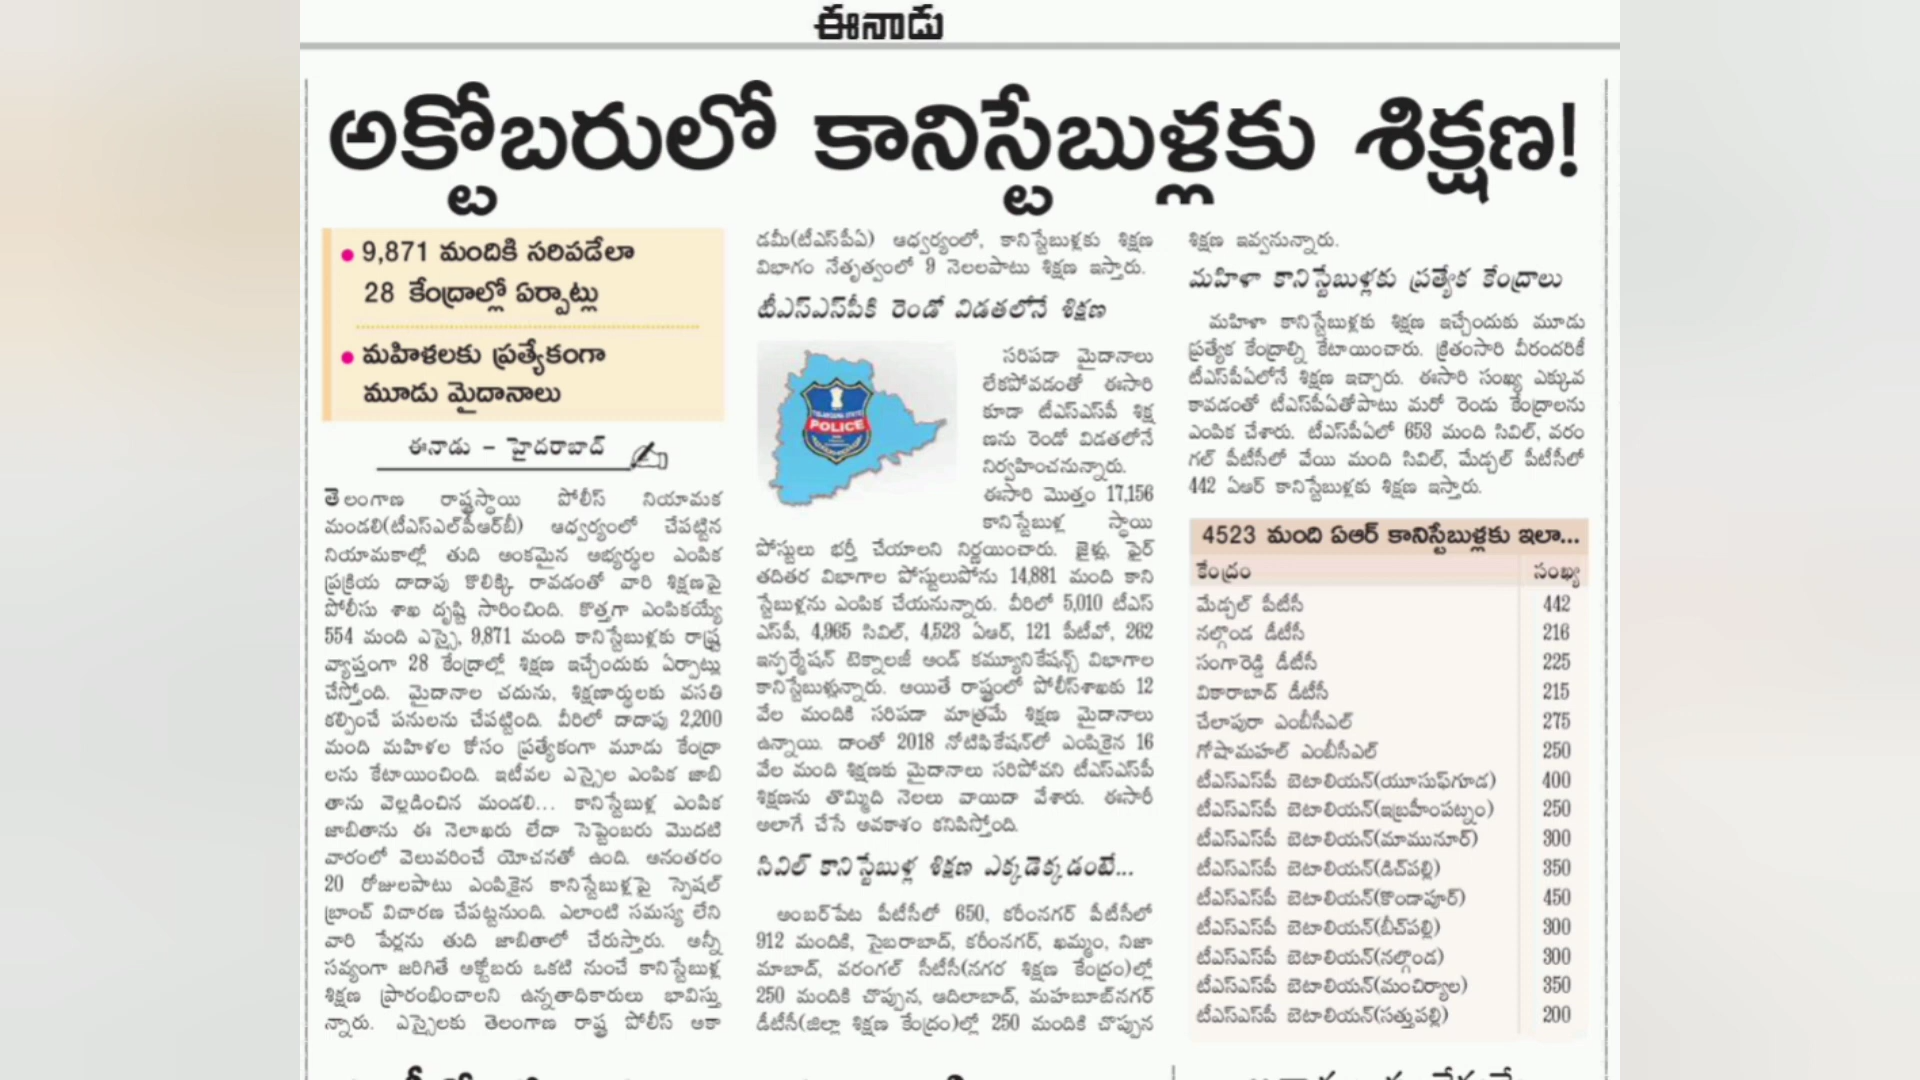 ఈనాడు
అక్టోబరులో కానిస్టేబుళ్లకు శిక్షణ!
• 9,871 మందికి సరిపడేలా
28 కేంద్రాల్లో ఏర్పాట్లు
• మహిళలకు ప్రత్యేకంగా
మూడు మైదానాలు
ఈనాడు - హైదరాబాద్
తెలంగాణ రాష్ట్రస్థాయి పోలీస్ నియామక
మండలి(టీఎస్ఎల్‌పీఆర్‌బీ) ఆధ్వర్యంలో చేపట్టిన
నియామకాల్లో తుది అంకమైన అభ్యర్థుల ఎంపిక
ప్రక్రియ దాదాపు కొలిక్కి రావడంతో వారి శిక్షణపై
పోలీసు శాఖ దృష్టి సారించింది. కొత్తగా ఎంపికయ్యే
554 మంది ఎస్సై, 9,871 మంది కానిస్టేబుళ్లకు రాష్ట్ర
వ్యాప్తంగా 28 కేంద్రాల్లో శిక్షణ ఇచ్చేందుకు ఏర్పాట్లు
చేస్తోంది. మైదానాల చదును, శిక్షణార్థులకు వసతి
కల్పించే పనులను చేపట్టింది. వీరిలో దాదాపు 2,200
మంది మహిళల కోసం ప్రత్యేకంగా మూడు కేంద్రా
లను కేటాయించింది. ఇటీవల ఎస్సైల ఎంపిక జాబి
తాను వెల్లడించిన మండలి... కానిస్టేబుళ్ల ఎంపిక
జాబితాను ఈ నెలాఖరు లేదా సెప్టెంబరు మొదటి
వారంలో వెలువరించే యోచనతో ఉంది. అనంతరం
20 రోజులపాటు ఎంపికైన కానిస్టేబుళ్లపై స్పెషల్
బ్రాంచ్ విచారణ చేపట్టనుంది. ఎలాంటి సమస్య లేని
వారి పేర్లను తుది జాబితాలో చేరుస్తారు. అన్నీ
సవ్యంగా జరిగితే అక్టోబరు ఒకటి నుంచే కానిస్టేబుళ్ల
శిక్షణ ప్రారంభించాలని ఉన్నతాధికారులు భావిస్తు
న్నారు. ఎస్సైలకు తెలంగాణ రాష్ట్ర పోలీస్ అకా
డమీ(టీఎస్‌పీఏ) ఆధ్వర్యంలో, కానిస్టేబుళ్లకు శిక్షణ
విభాగం నేతృత్వంలో 9 నెలలపాటు శిక్షణ ఇస్తారు.
టీఎస్ఎస్‌పీకి రెండో విడతలోనే శిక్షణ
TELANGANA STATE
POLICE
సరిపడా మైదానాలు
లేకపోవడంతో ఈసారి
కూడా టీఎస్ఎస్‌పీ శిక్ష
ణను రెండో విడతలోనే
నిర్వహించనున్నారు.
ఈసారి మొత్తం 17,156
కానిస్టేబుళ్ల స్థాయి
పోస్టులు భర్తీ చేయాలని నిర్ణయించారు. జైళ్లు, ఫైర్
తదితర విభాగాల పోస్టులుపోను 14,881 మంది కాని
స్టేబుళ్లను ఎంపిక చేయనున్నారు. వీరిలో 5,010 టీఎస్
ఎస్‌పీ, 4,965 సివిల్, 4,523 ఏఆర్, 121 పీటీవో, 262
ఇన్ఫర్మేషన్ టెక్నాలజీ అండ్ కమ్యూనికేషన్స్ విభాగాల
కానిస్టేబుళ్లున్నారు. అయితే రాష్ట్రంలో పోలీస్‌శాఖకు 12
వేల మందికి సరిపడా మాత్రమే శిక్షణ మైదానాలు
ఉన్నాయి. దాంతో 2018 నోటిఫికేషన్‌లో ఎంపికైన 16
వేల మంది శిక్షణకు మైదానాలు సరిపోవని టీఎస్ఎస్‌పీ
శిక్షణను తొమ్మిది నెలలు వాయిదా వేశారు. ఈసారీ
అలాగే చేసే అవకాశం కనిపిస్తోంది.
సివిల్ కానిస్టేబుళ్ల శిక్షణ ఎక్కడెక్కడంటే...
అంబర్‌పేట పీటీసీలో 650, కరీంనగర్ పీటీసీలో
912 మందికి, సైబరాబాద్, కరీంనగర్, ఖమ్మం, నిజా
మాబాద్, వరంగల్ సీటీసీ(నగర శిక్షణ కేంద్రం)ల్లో
250 మందికి చొప్పున, ఆదిలాబాద్, మహబూబ్‌నగర్
డీటీసీ(జిల్లా శిక్షణ కేంద్రం)ల్లో 250 మందికి చొప్పున
శిక్షణ ఇవ్వనున్నారు.
మహిళా కానిస్టేబుళ్లకు ప్రత్యేక కేంద్రాలు
మహిళా కానిస్టేబుళ్లకు శిక్షణ ఇచ్చేందుకు మూడు
ప్రత్యేక కేంద్రాల్ని కేటాయించారు. క్రితంసారి వీరందరికీ
టీఎస్‌పీఏలోనే శిక్షణ ఇచ్చారు. ఈసారి సంఖ్య ఎక్కువ
కావడంతో టీఎస్‌పీఏతోపాటు మరో రెండు కేంద్రాలను
ఎంపిక చేశారు. టీఎస్‌పీఏలో 653 మంది సివిల్, వరం
గల్ పీటీసీలో వేయి మంది సివిల్, మేడ్చల్ పీటీసీలో
442 ఏఆర్ కానిస్టేబుళ్లకు శిక్షణ ఇస్తారు.
4523 మంది ఏఆర్ కానిస్టేబుళ్లకు ఇలా...
కేంద్రం సంఖ్య
మేడ్చల్ పీటీసీ 442
నల్గొండ డీటీసీ 216
సంగారెడ్డి డీటీసీ 225
వికారాబాద్ డీటీసీ 215
చేలాపురా ఎంబీసీఎల్ 275
గోషామహల్ ఎంబీసీఎల్ 250
టీఎస్ఎస్‌పీ బెటాలియన్(యూసుఫ్‌గూడ) 400
టీఎస్ఎస్‌పీ బెటాలియన్(ఇబ్రహీంపట్నం) 250
టీఎస్ఎస్‌పీ బెటాలియన్(మామునూర్) 300
టీఎస్ఎస్‌పీ బెటాలియన్(డిచ్‌పల్లి) 350
టీఎస్ఎస్‌పీ బెటాలియన్(కొండాపూర్) 450
టీఎస్ఎస్‌పీ బెటాలియన్(బీచ్‌పల్లి) 300
టీఎస్ఎస్‌పీ బెటాలియన్(నల్గొండ) 300
టీఎస్ఎస్‌పీ బెటాలియన్(మంచిర్యాల) 350
టీఎస్ఎస్‌పీ బెటాలియన్(సత్తుపల్లి) 200